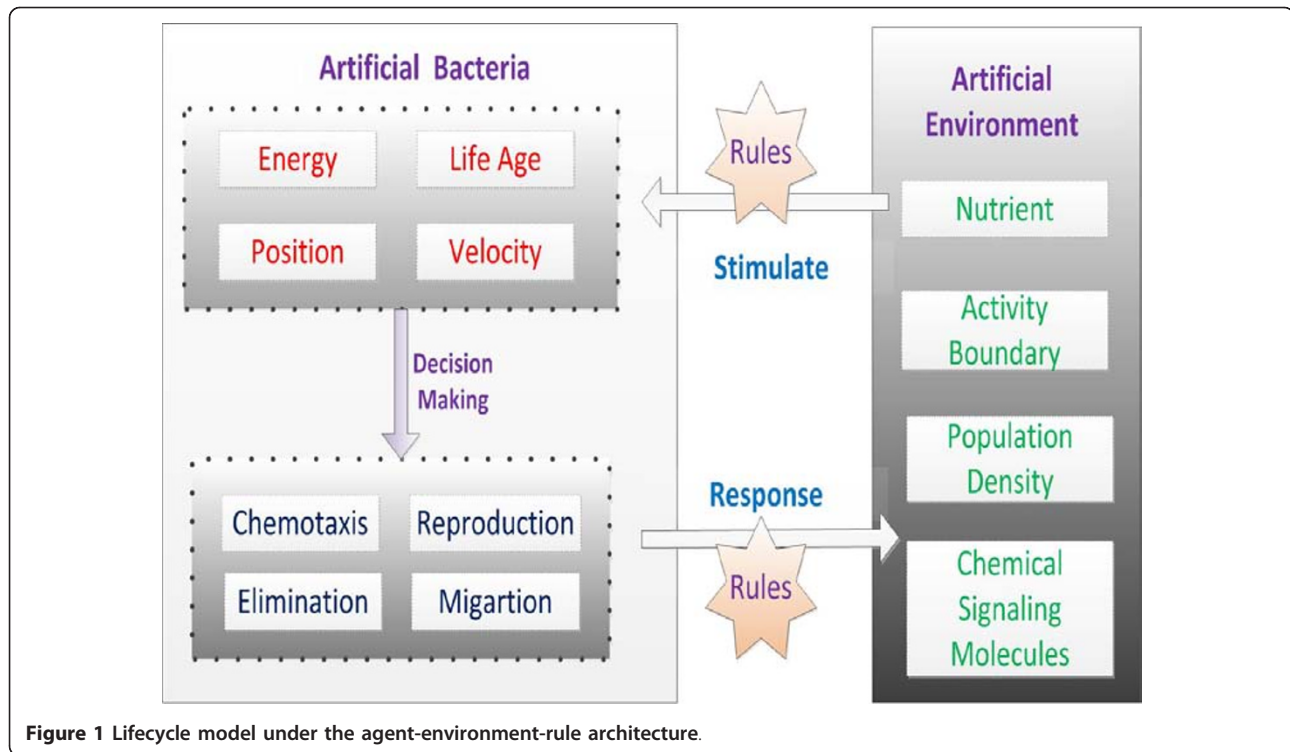 Artificial Bacteria
Energy
Life Age
Position
Velocity
Decision
Making
Chemotaxis
Reproduction
Elimination
Migartion
Rules
Stimulate
Response
Rules
Artificial
Environment
Nutrient
Activity
Boundary
Population
Density
Chemical
Signaling
Molecules
Figure 1 Lifecycle model under the agent-environment-rule architecture.